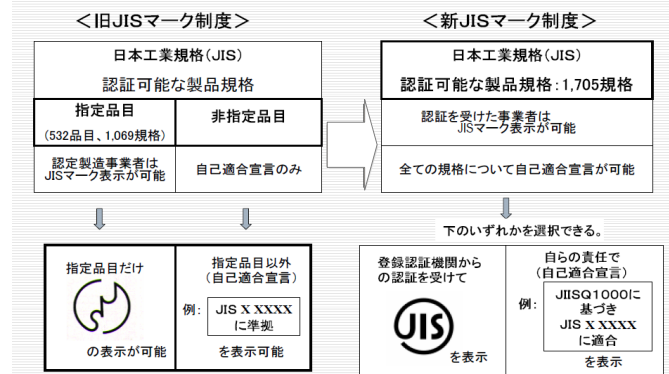 ＜旧JISマーク制度＞
日本工業規格（JIS）
認証可能な製品規格
指定品目
（532品目、1,069規格）
非指定品目
認定製造事業者は
JISマーク表示が可能
自己適合宣言のみ
指定品目だけ
の表示が可能
指定品目以外
（自己適合宣言）
例：
JIS X XXXX
に準拠
を表示可能
＜新JISマーク制度＞
日本工業規格（JIS）
認証可能な製品規格：1,705規格
認証を受けた事業者は
JISマーク表示が可能
全ての規格について自己適合宣言が可能
下のいずれかを選択できる。
登録認証機関から
の認証を受けて
JIS
を表示
自らの責任で
（自己適合宣言）
例：
JIISQ1000に
基づき
JIS X XXXX
に適合
を表示